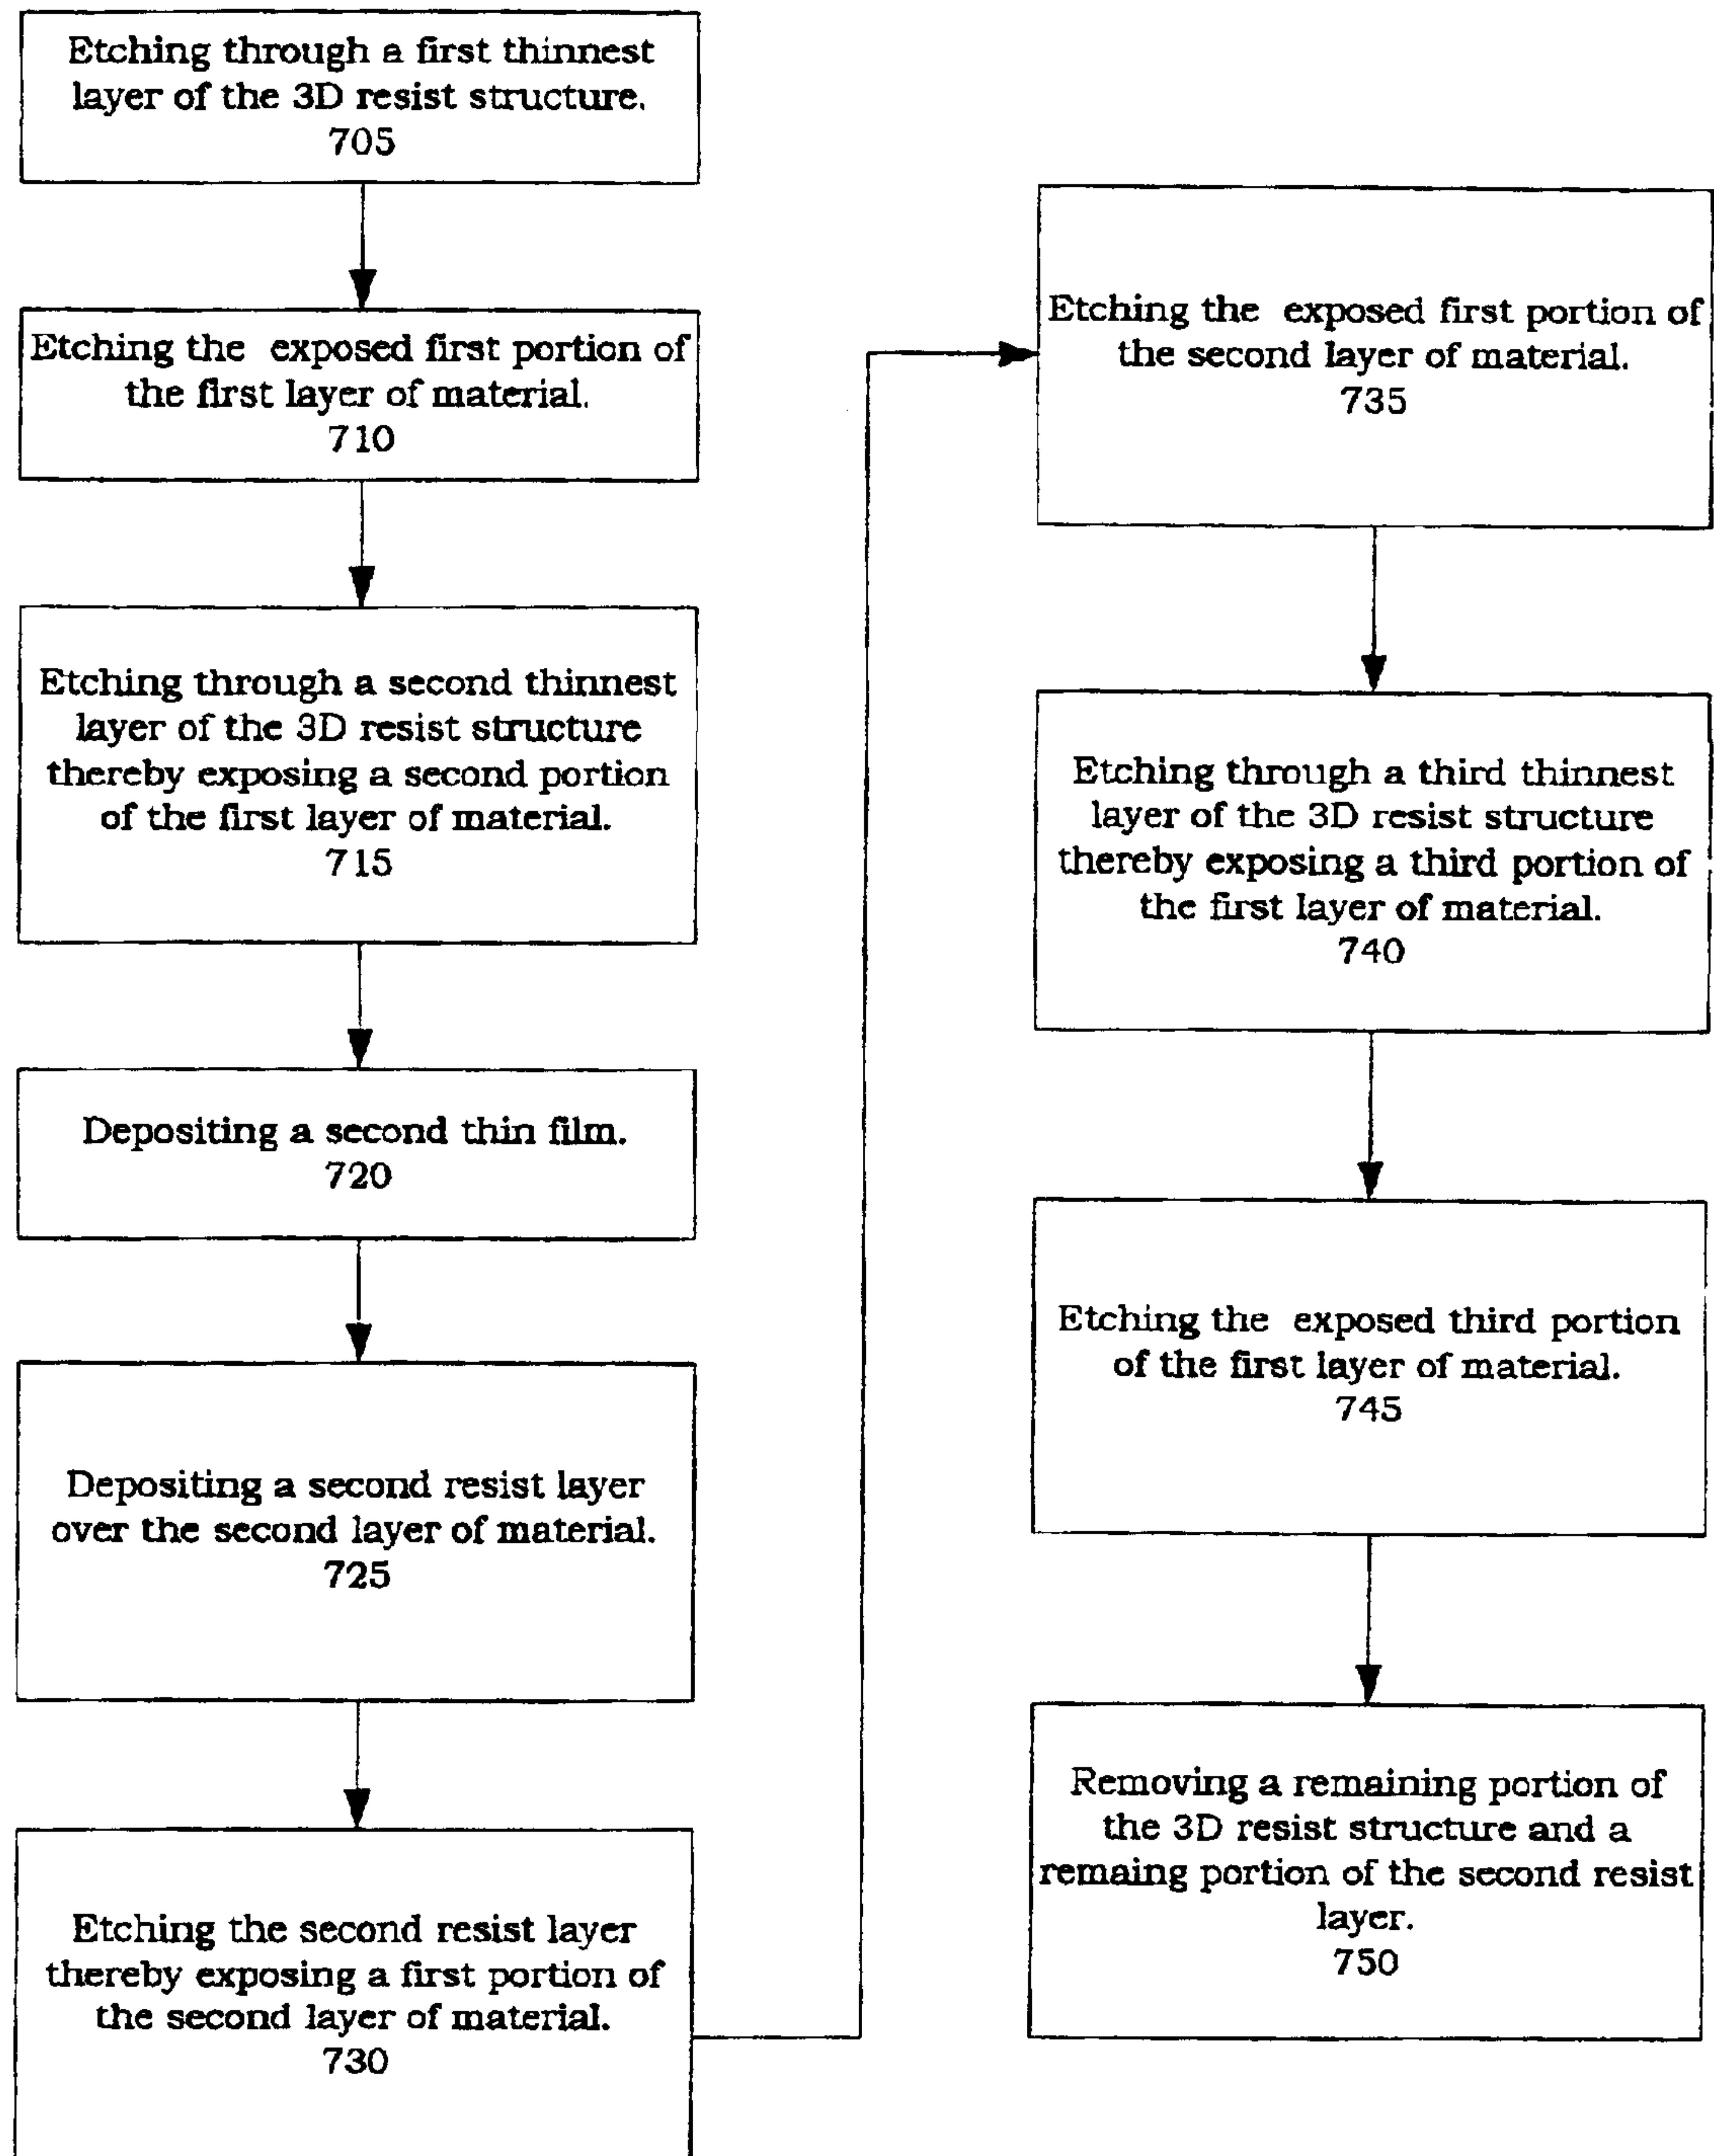 Etching through a first thinnest
layer of the 3D resist structure.
705
Etching the exposed first portion of
the first layer of material.
710
Etching through a second thinnest
layer of the 3D resist structure
thereby exposing a second portion
of the first layer of material.
715
Depositing a second thin film.
720
Depositing a second resist layer
over the second layer of material.
725
Etching the second resist layer
thereby exposing a first portion of
the second layer of material.
730
Etching the exposed first portion of
the second layer of material.
735
Etching through a third thinnest
layer of the 3D resist structure
thereby exposing a third portion of
the first layer of material.
740
Etching the exposed third portion
of the first layer of material.
745
Removing a remaining portion of
the 3D resist structure and a
remaing portion of the second resist
layer.
750